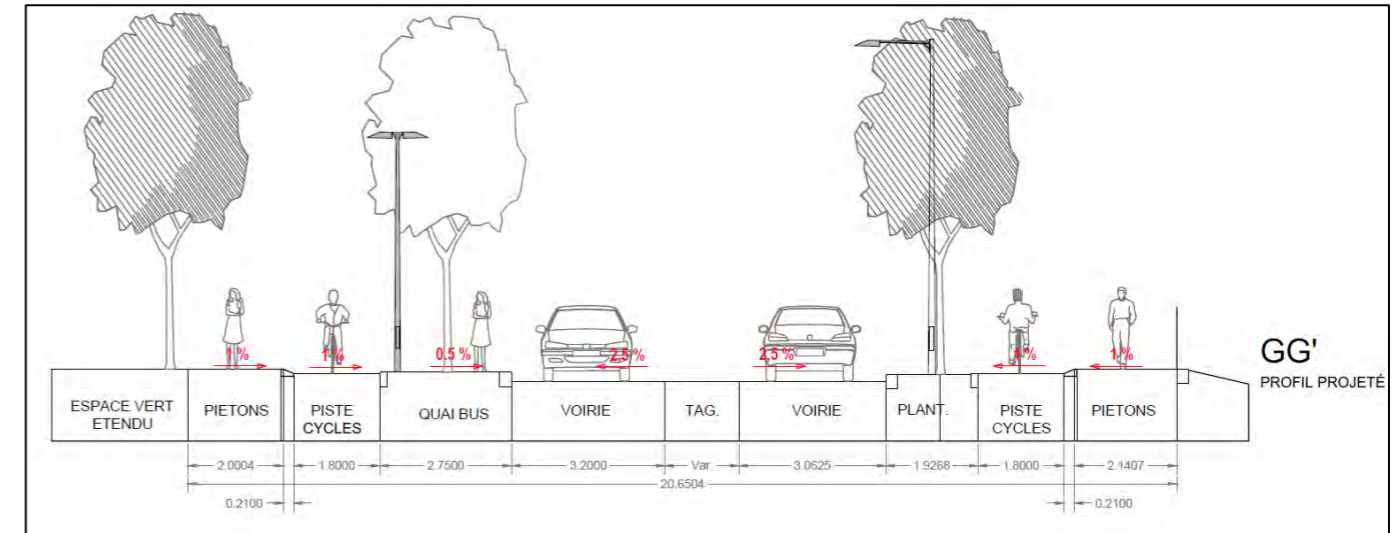 1 %
1 %
0.5 %
2.5 %
2.5 %
1 %
1 %
GG'
PROFIL PROJETÉ
ESPACE VERT
ETENDU
PIETONS
PISTE
CYCLES
QUAI BUS
VOIRIE
TAG.
VOIRIE
PLANT.
PISTE
CYCLES
PIETONS
2.0004
1.8000
2.7500
3.2000
Var
3.0625
1.9268
1.8000
2.1407
20.6504
0.2100
0.2100